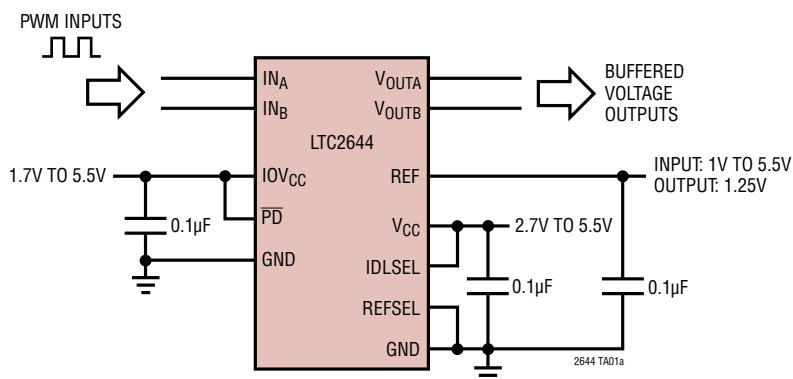 PWM INPUTS
IN_A
IN_B
V_OUTA
V_OUTB
BUFFERED
VOLTAGE
OUTPUTS
LTC2644
1.7V TO 5.5V
IOV_CC
REF
INPUT: 1V TO 5.5V
OUTPUT: 1.25V
P̅D̅
0.1µF
V_CC
2.7V TO 5.5V
GND
IDLSEL
0.1µF
0.1µF
REFSEL
GND
2644 TA01a